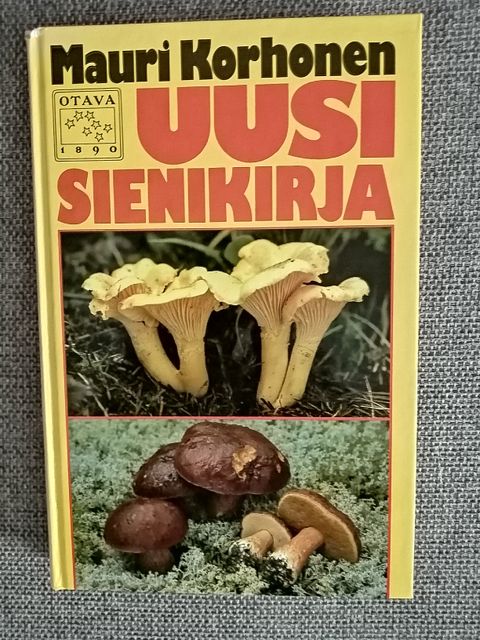 Mauri Korhonen
OTAVA
1890
UUSI
SIENIKIRJA